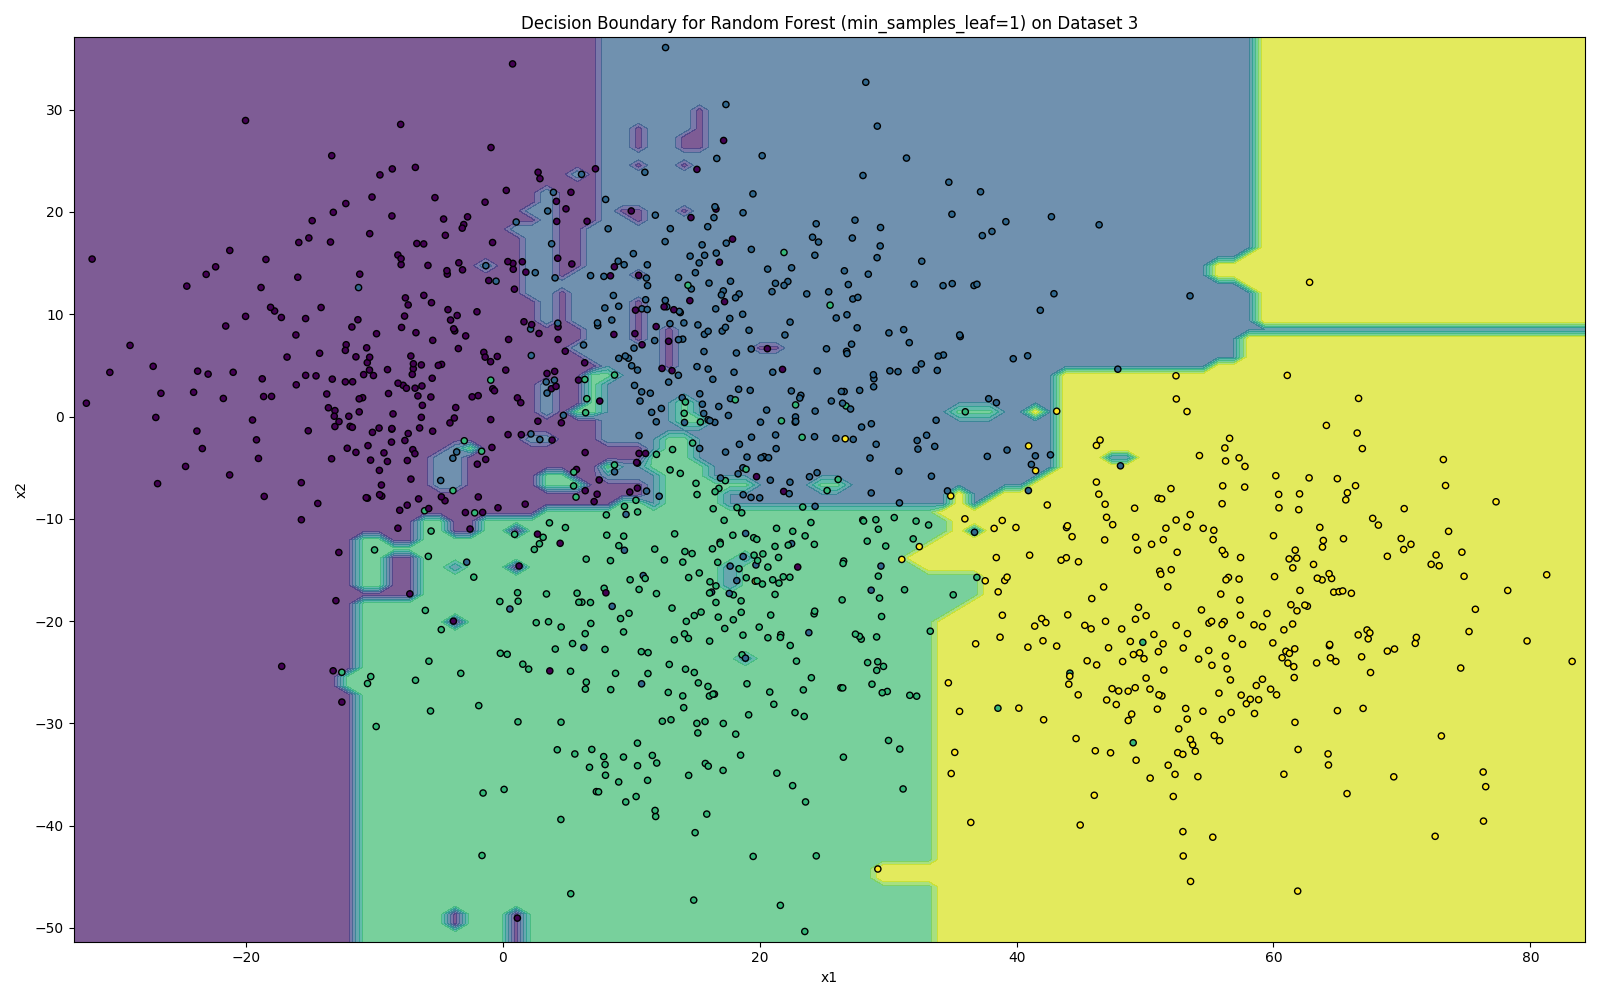 Decision Boundary for Random Forest (min_samples_leaf=1) on Dataset 3
x2
30
20
10
0
−10
−20
−30
−40
−50
−20 0 20 40 60 80
x1